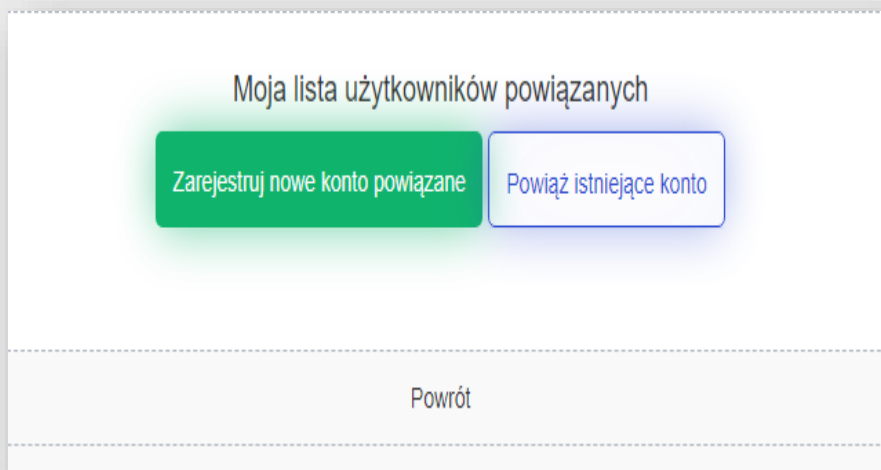 Moja lista użytkowników powiązanych
Zarejestruj nowe konto powiązane
Powiąż istniejące konto
Powrót